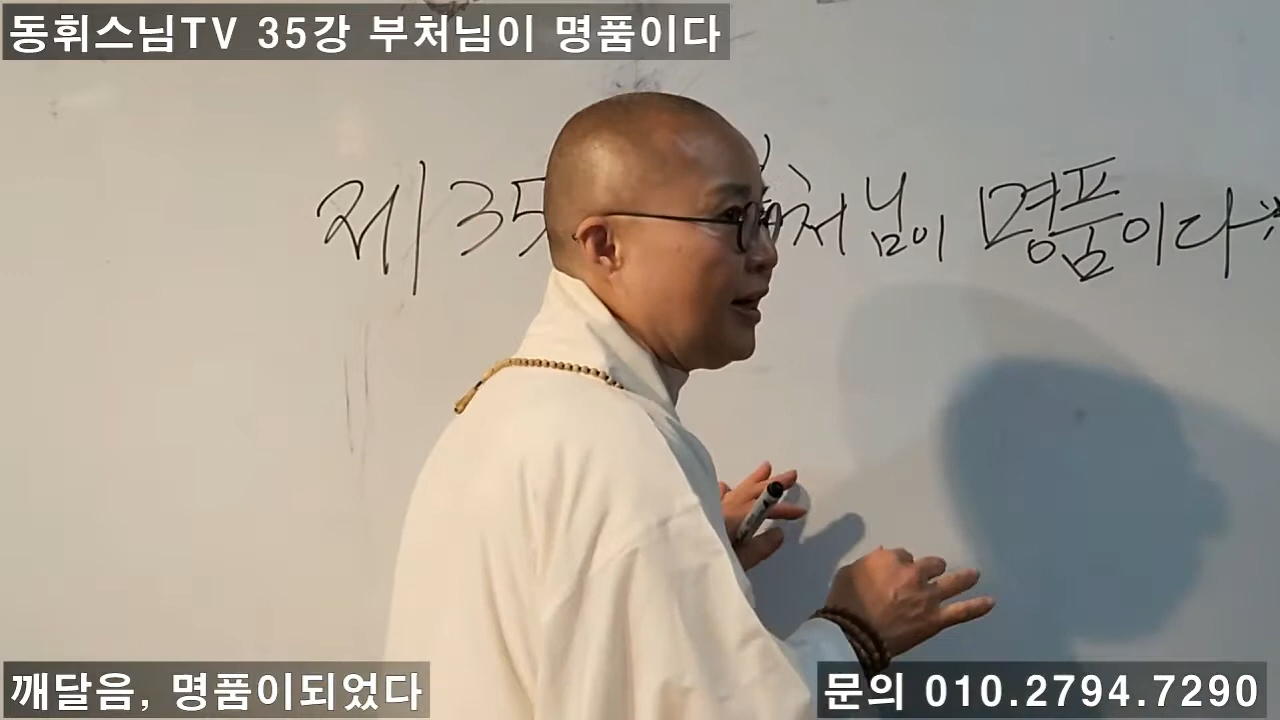 동휘스님TV 35강 부처님이 명품이다
제35 처님이 명품이다
깨달음, 명품이되었다
문의 010.2794.7290